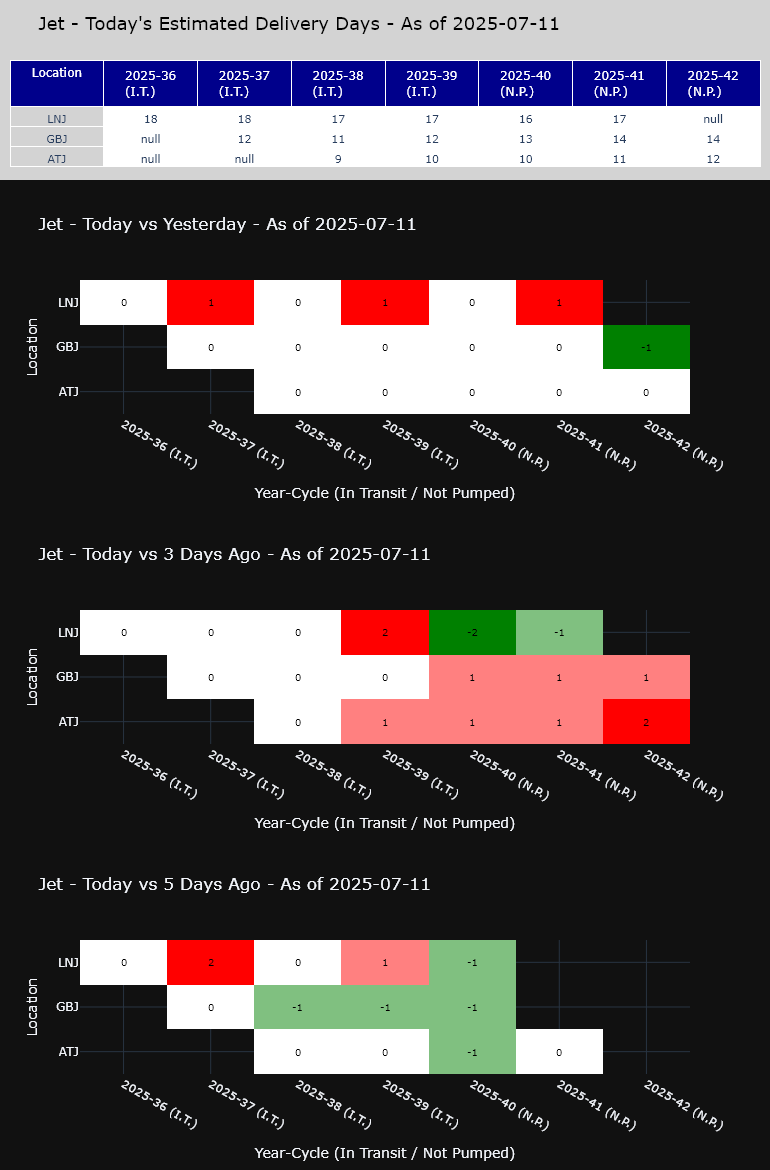 Jet - Today's Estimated Delivery Days - As of 2025-07-11
Location 2025-36 (I.T.) 2025-37 (I.T.) 2025-38 (I.T.) 2025-39 (I.T.) 2025-40 (N.P.) 2025-41 (N.P.) 2025-42 (N.P.)
LNJ 18 18 17 17 16 17 null
GBJ null 12 11 12 13 14 14
ATJ null null 9 10 10 11 12
Jet - Today vs Yesterday - As of 2025-07-11
Location
LNJ 0 1 0 1 0 1
GBJ 0 0 0 0 0 -1
ATJ 0 0 0 0 0
2025-36 (I.T.) 2025-37 (I.T.) 2025-38 (I.T.) 2025-39 (I.T.) 2025-40 (N.P.) 2025-41 (N.P.) 2025-42 (N.P.)
Year-Cycle (In Transit / Not Pumped)
Jet - Today vs 3 Days Ago - As of 2025-07-11
Location
LNJ 0 0 0 2 -2 -1
GBJ 0 0 0 1 1 1
ATJ 0 1 1 1 2
2025-36 (I.T.) 2025-37 (I.T.) 2025-38 (I.T.) 2025-39 (I.T.) 2025-40 (N.P.) 2025-41 (N.P.) 2025-42 (N.P.)
Year-Cycle (In Transit / Not Pumped)
Jet - Today vs 5 Days Ago - As of 2025-07-11
Location
LNJ 0 2 0 1 -1
GBJ 0 -1 -1 -1
ATJ 0 0 -1 0
2025-36 (I.T.) 2025-37 (I.T.) 2025-38 (I.T.) 2025-39 (I.T.) 2025-40 (N.P.) 2025-41 (N.P.) 2025-42 (N.P.)
Year-Cycle (In Transit / Not Pumped)